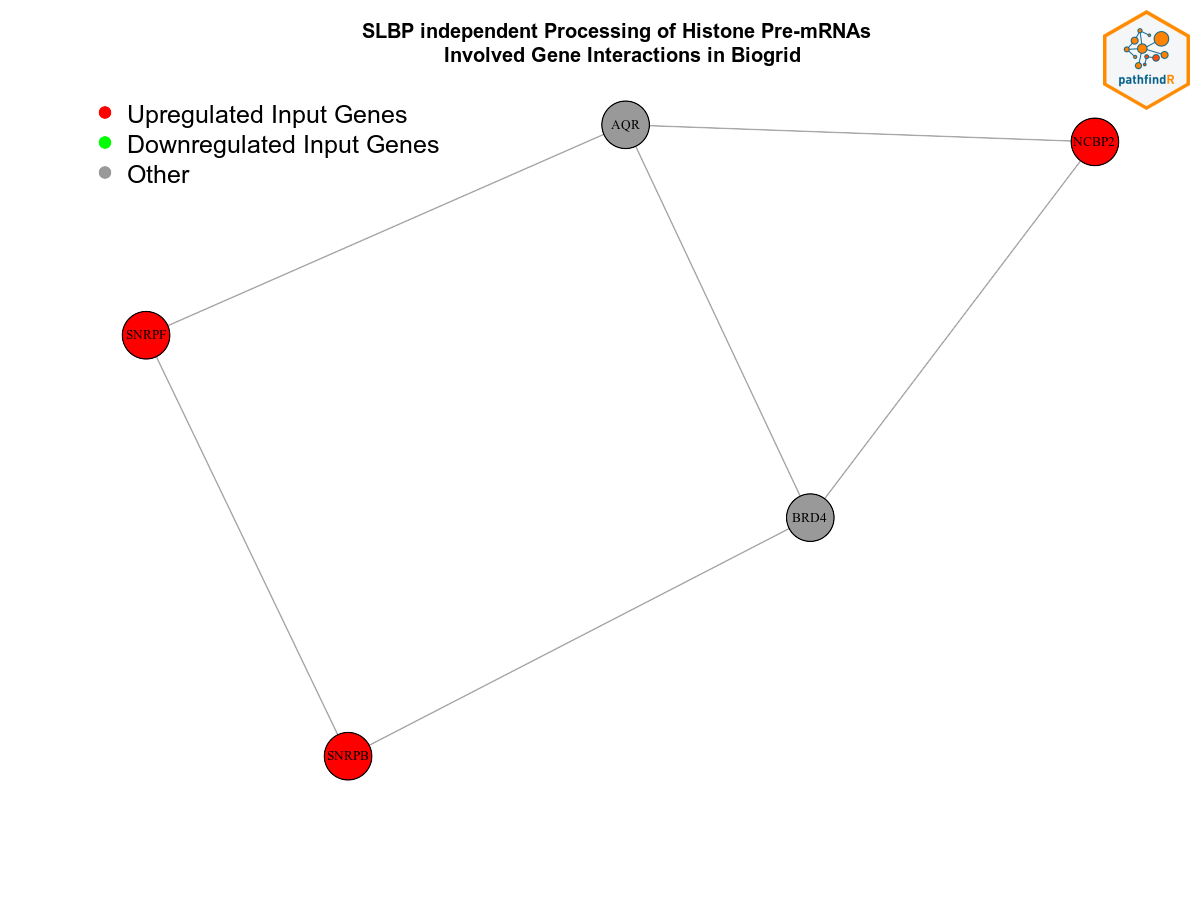 SLBP independent Processing of Histone Pre-mRNAs
Involved Gene Interactions in Biogrid
pathfindR
Upregulated Input Genes
Downregulated Input Genes
Other
AQR
NCBP2
SNRPF
BRD4
SNRPB